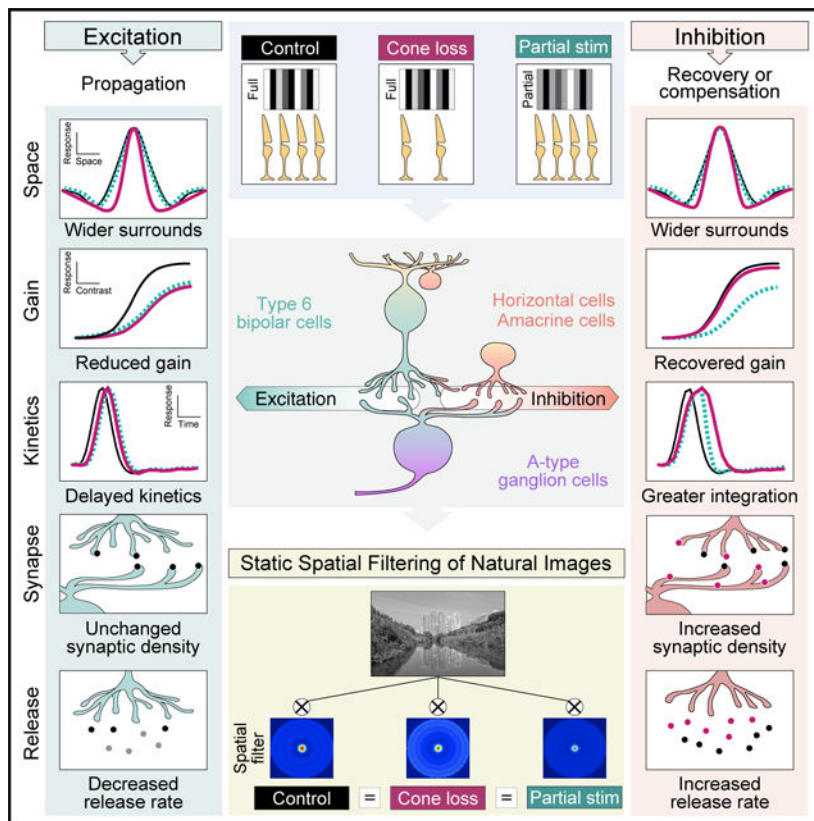 Excitation
Propagation
Space
Response
Space
Wider surrounds
Gain
Response
Contrast
Reduced gain
Kinetics
Response
Time
Delayed kinetics
Synapse
Unchanged
synaptic density
Release
Decreased
release rate
Control
Cone loss
Partial stim
Full
Full
Partial
Type 6
bipolar cells
Horizontal cells
Amacrine cells
Excitation
Inhibition
A-type
ganglion cells
Static Spatial Filtering of Natural Images
Spatial
filter
Control = Cone loss = Partial stim
Inhibition
Recovery or
compensation
Wider surrounds
Recovered gain
Greater integration
Increased
synaptic density
Increased
release rate